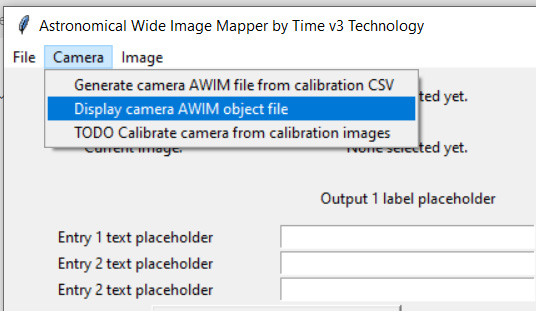 Astronomical Wide Image Mapper by Time v3 Technology
File Camera Image
Generate camera AWIM file from calibration CSV
ted yet.
Display camera AWIM object file
TODO Calibrate camera from calibration images
Current image: None selected yet.
Output 1 label placeholder
Entry 1 text placeholder
Entry 2 text placeholder
Entry 2 text placeholder